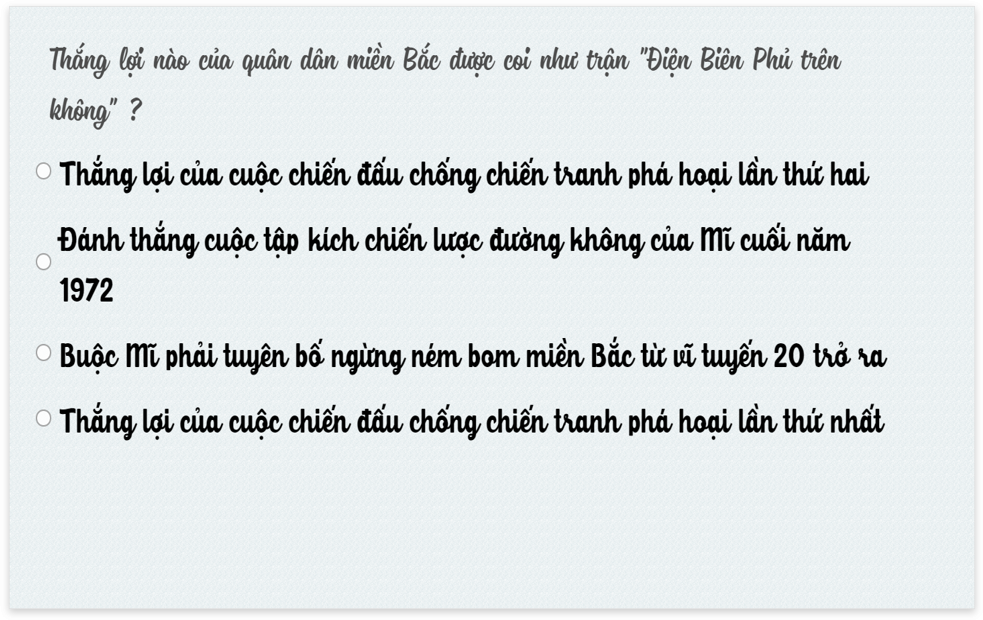 Thắng lợi nào của quân dân miền Bắc được coi như trận "Điện Biên Phủ trên
không" ?
Thắng lợi của cuộc chiến đấu chống chiến tranh phá hoại lần thứ hai
Đánh thắng cuộc tập kích chiến lược đường không của Mĩ cuối năm
1972
Buộc Mĩ phải tuyên bố ngừng ném bom miền Bắc từ vĩ tuyến 20 trở ra
Thắng lợi của cuộc chiến đấu chống chiến tranh phá hoại lần thứ nhất